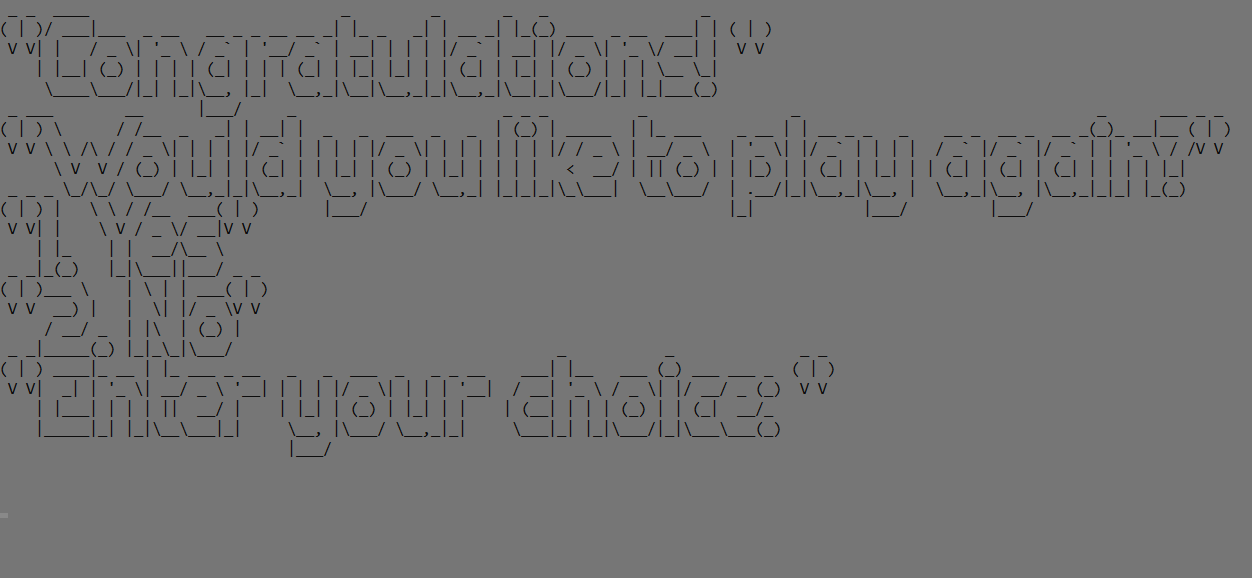 "Congratulations!"
"Would you like to play again?"
"1. Yes"
"2. No"
"Enter your choice: "